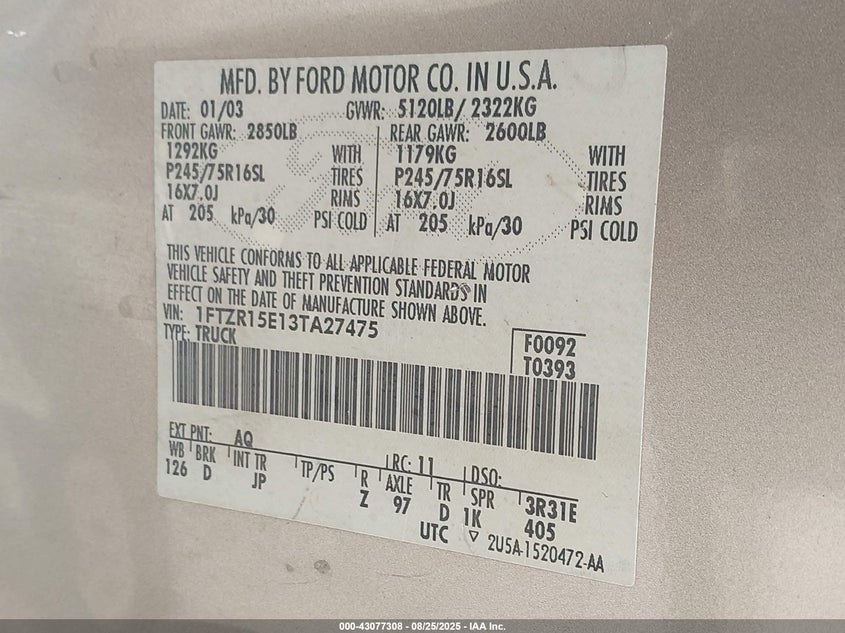 MFD. BY FORD MOTOR CO. IN U.S.A.
DATE: 01/03 GVWR: 5120LB/ 2322KG
FRONT GAWR: 2850LB REAR GAWR: 2600LB
1292KG WITH 1179KG WITH
P245/75R16SL TIRES P245/75R16SL TIRES
16X7.0J RIMS 16X7.0J RIMS
AT 205 kPa/30 PSI COLD AT 205 kPa/30 PSI COLD
THIS VEHICLE CONFORMS TO ALL APPLICABLE FEDERAL MOTOR
VEHICLE SAFETY AND THEFT PREVENTION STANDARDS IN
EFFECT ON THE DATE OF MANUFACTURE SHOWN ABOVE.
VIN: 1FTZR15E13TA27475
TYPE: TRUCK
F0092
T0393
EXT PNT: AQ RC: 11 DSO:
WB BRK INT TR TP/PS R AXLE TR SPR 3R31E
126 D JP Z 97 D 1K 405
UTC ▽ 2U5A-1520472-AA
000-43077308 - 08/25/2025 - IAA Inc.